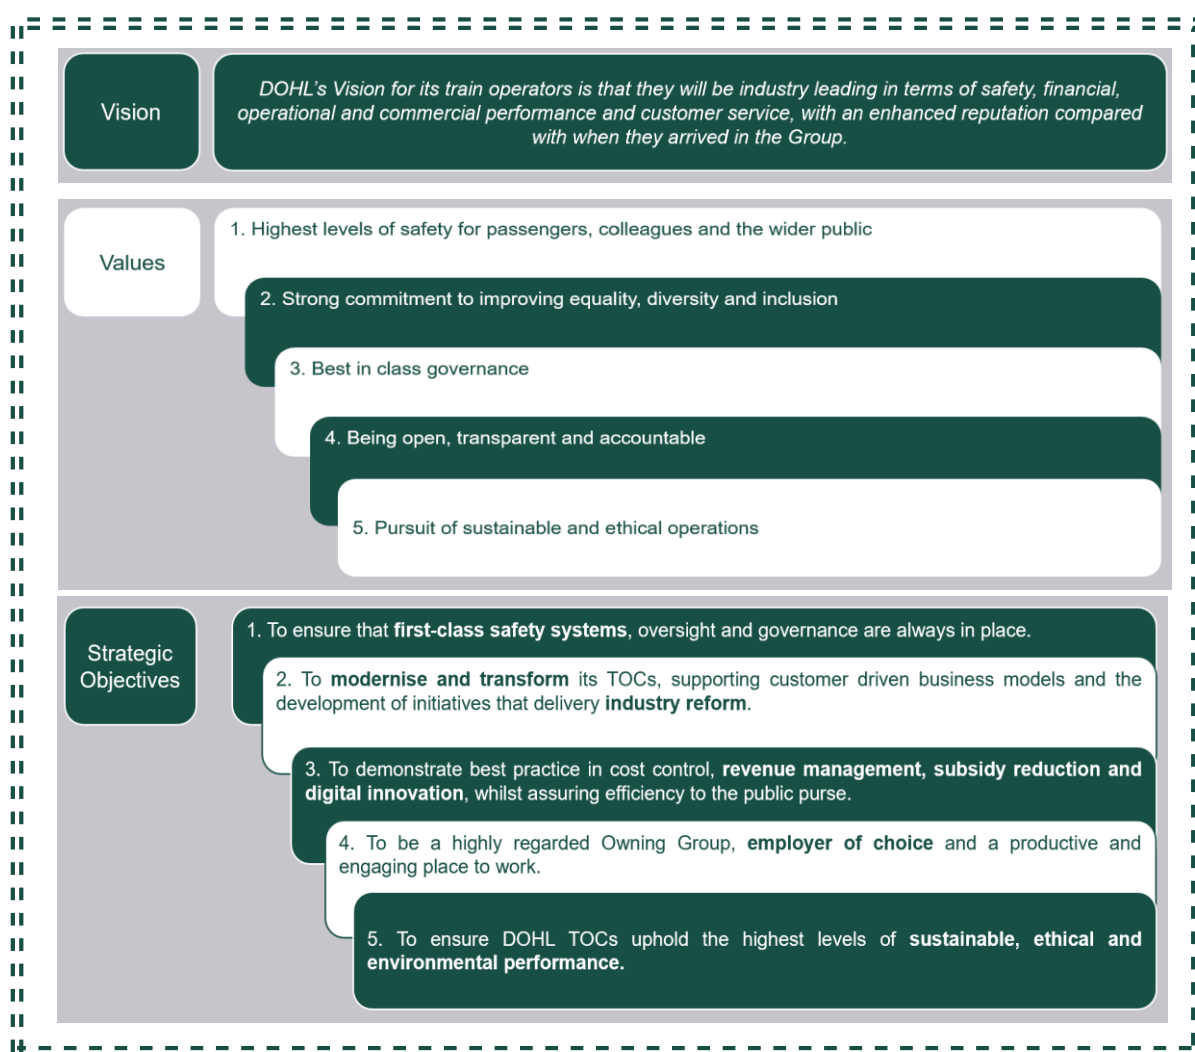 Vision
DOHL’s Vision for its train operators is that they will be industry leading in terms of safety, financial,
operational and commercial performance and customer service, with an enhanced reputation compared
with when they arrived in the Group.
Values
1. Highest levels of safety for passengers, colleagues and the wider public
2. Strong commitment to improving equality, diversity and inclusion
3. Best in class governance
4. Being open, transparent and accountable
5. Pursuit of sustainable and ethical operations
Strategic
Objectives
1. To ensure that first-class safety systems, oversight and governance are always in place.
2. To modernise and transform its TOCs, supporting customer driven business models and the
development of initiatives that delivery industry reform.
3. To demonstrate best practice in cost control, revenue management, subsidy reduction and
digital innovation, whilst assuring efficiency to the public purse.
4. To be a highly regarded Owning Group, employer of choice and a productive and
engaging place to work.
5. To ensure DOHL TOCs uphold the highest levels of sustainable, ethical and
environmental performance.